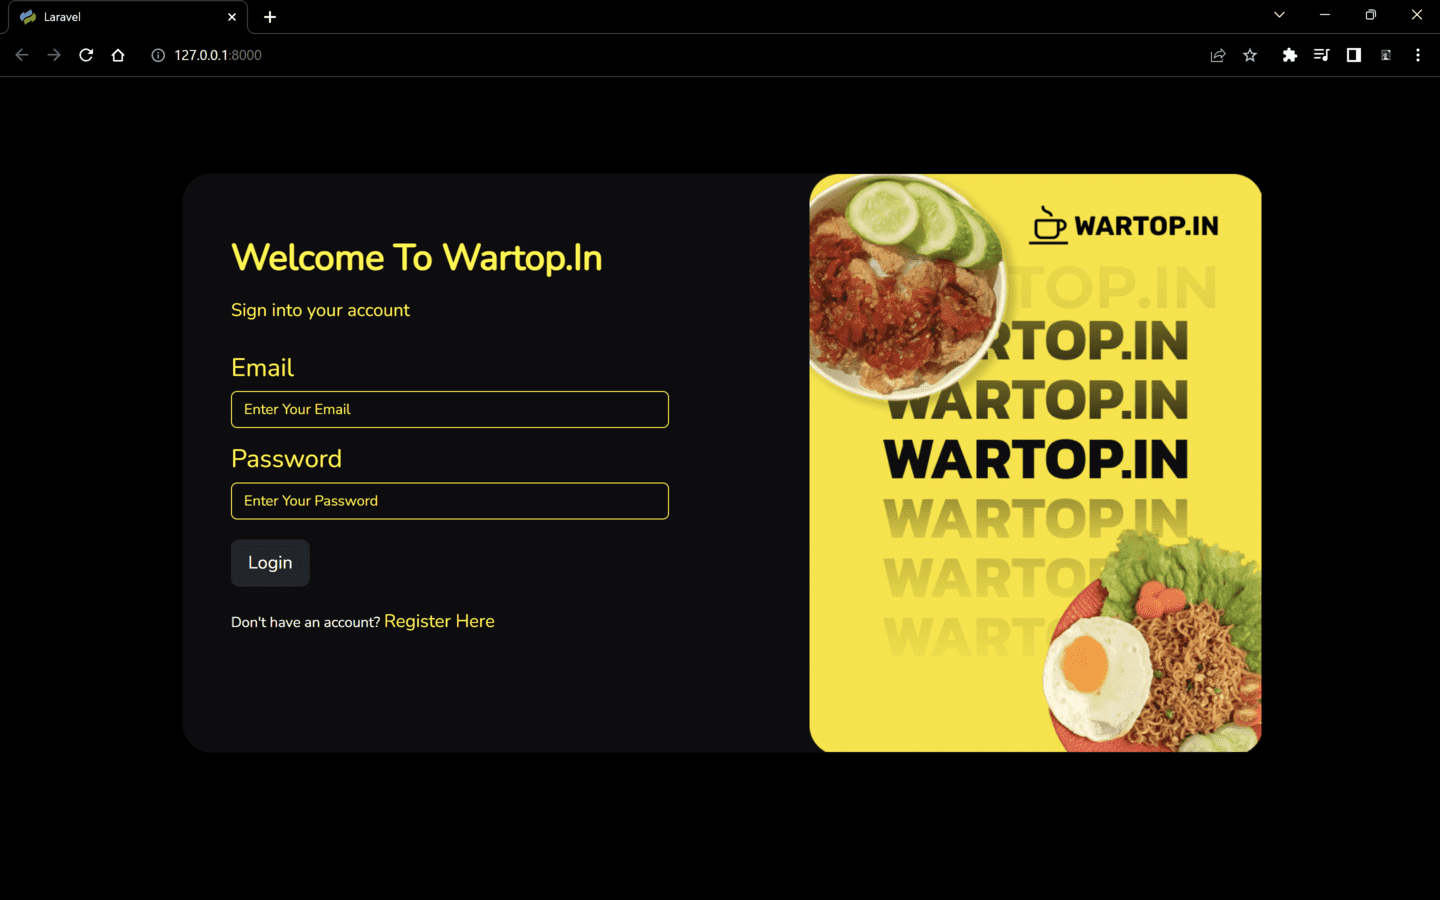 Laravel
127.0.0.1:8000
Welcome To Wartop.In
Sign into your account
Email
Enter Your Email
Password
Enter Your Password
Login
Don't have an account? Register Here
WARTOP.IN
TOP.IN
WARTOP.IN
WARTOP.IN
WARTOP.IN
WARTOP.IN
WARTOP
WARTO